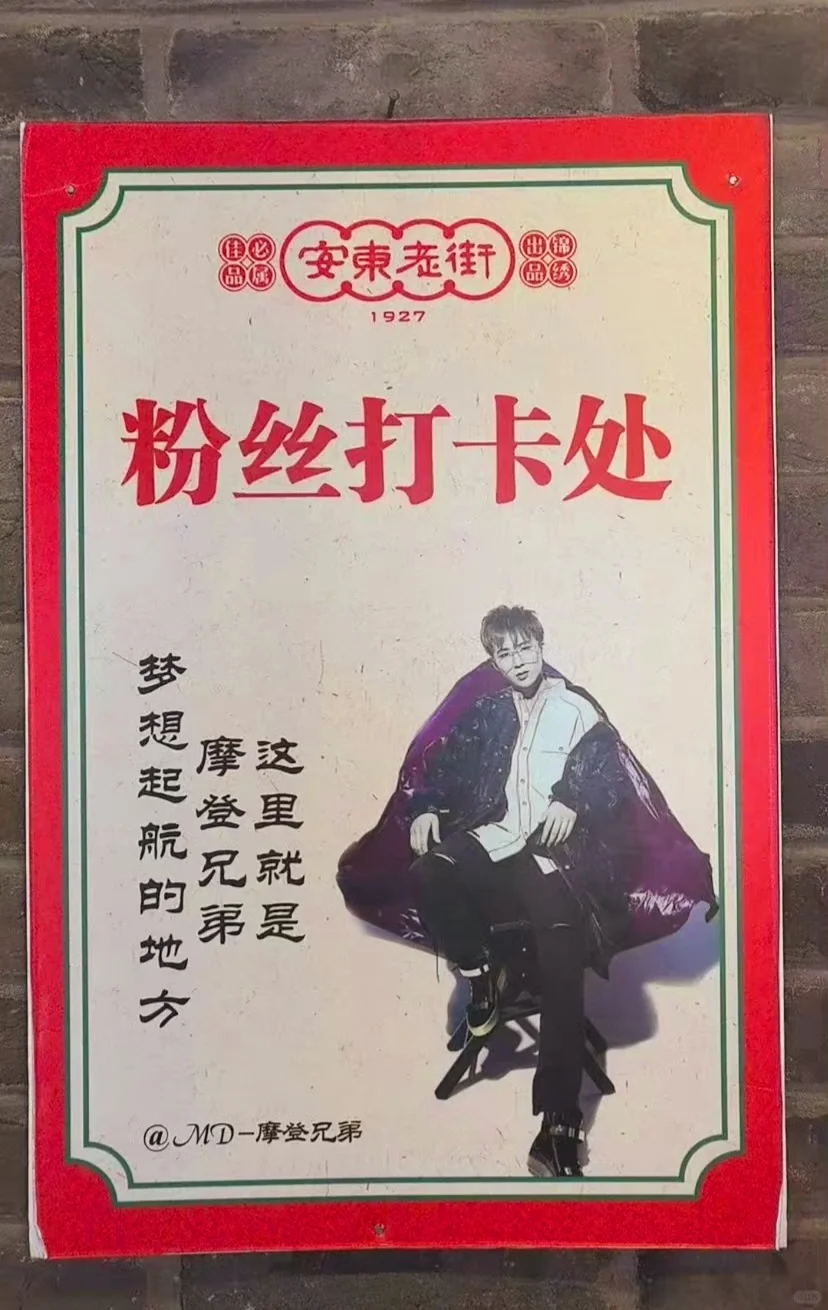 必属佳品
安東老街
锦绣出品
1927
粉丝打卡处
这里就是
摩登兄弟
梦想起航的地方
@MD-摩登兄弟